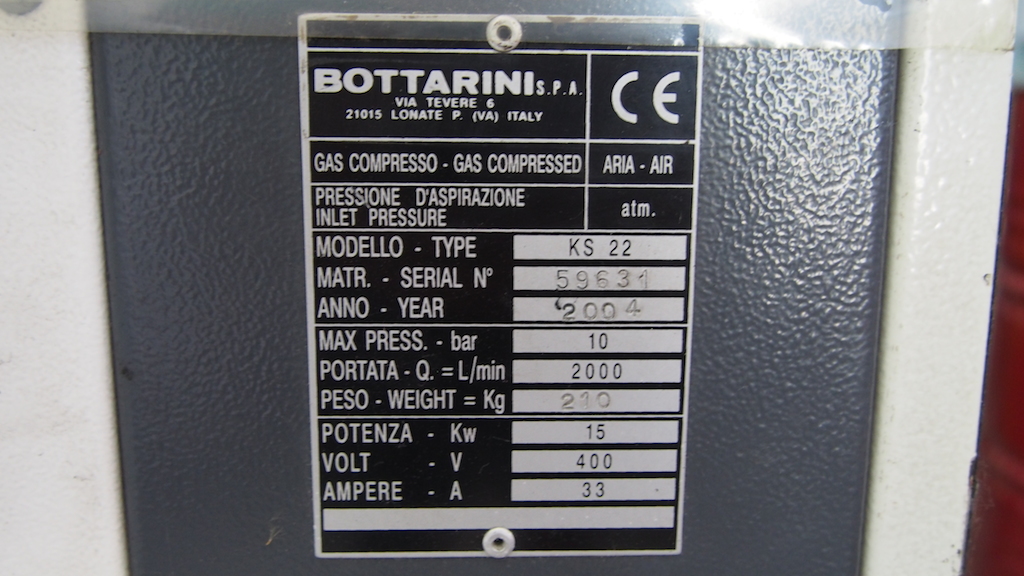 BOTTARINI S.P.A.
VIA TEVERE 6
21015 LONATE P. (VA) ITALY
CE
GAS COMPRESSO - GAS COMPRESSED ARIA - AIR
PRESSIONE D'ASPIRAZIONE
INLET PRESSURE atm.
MODELLO - TYPE KS 22
MATR. - SERIAL N° 59631
ANNO - YEAR 2004
MAX PRESS. - bar 10
PORTATA - Q. = L/min 2000
PESO - WEIGHT = Kg 210
POTENZA - Kw 15
VOLT - V 400
AMPERE - A 33